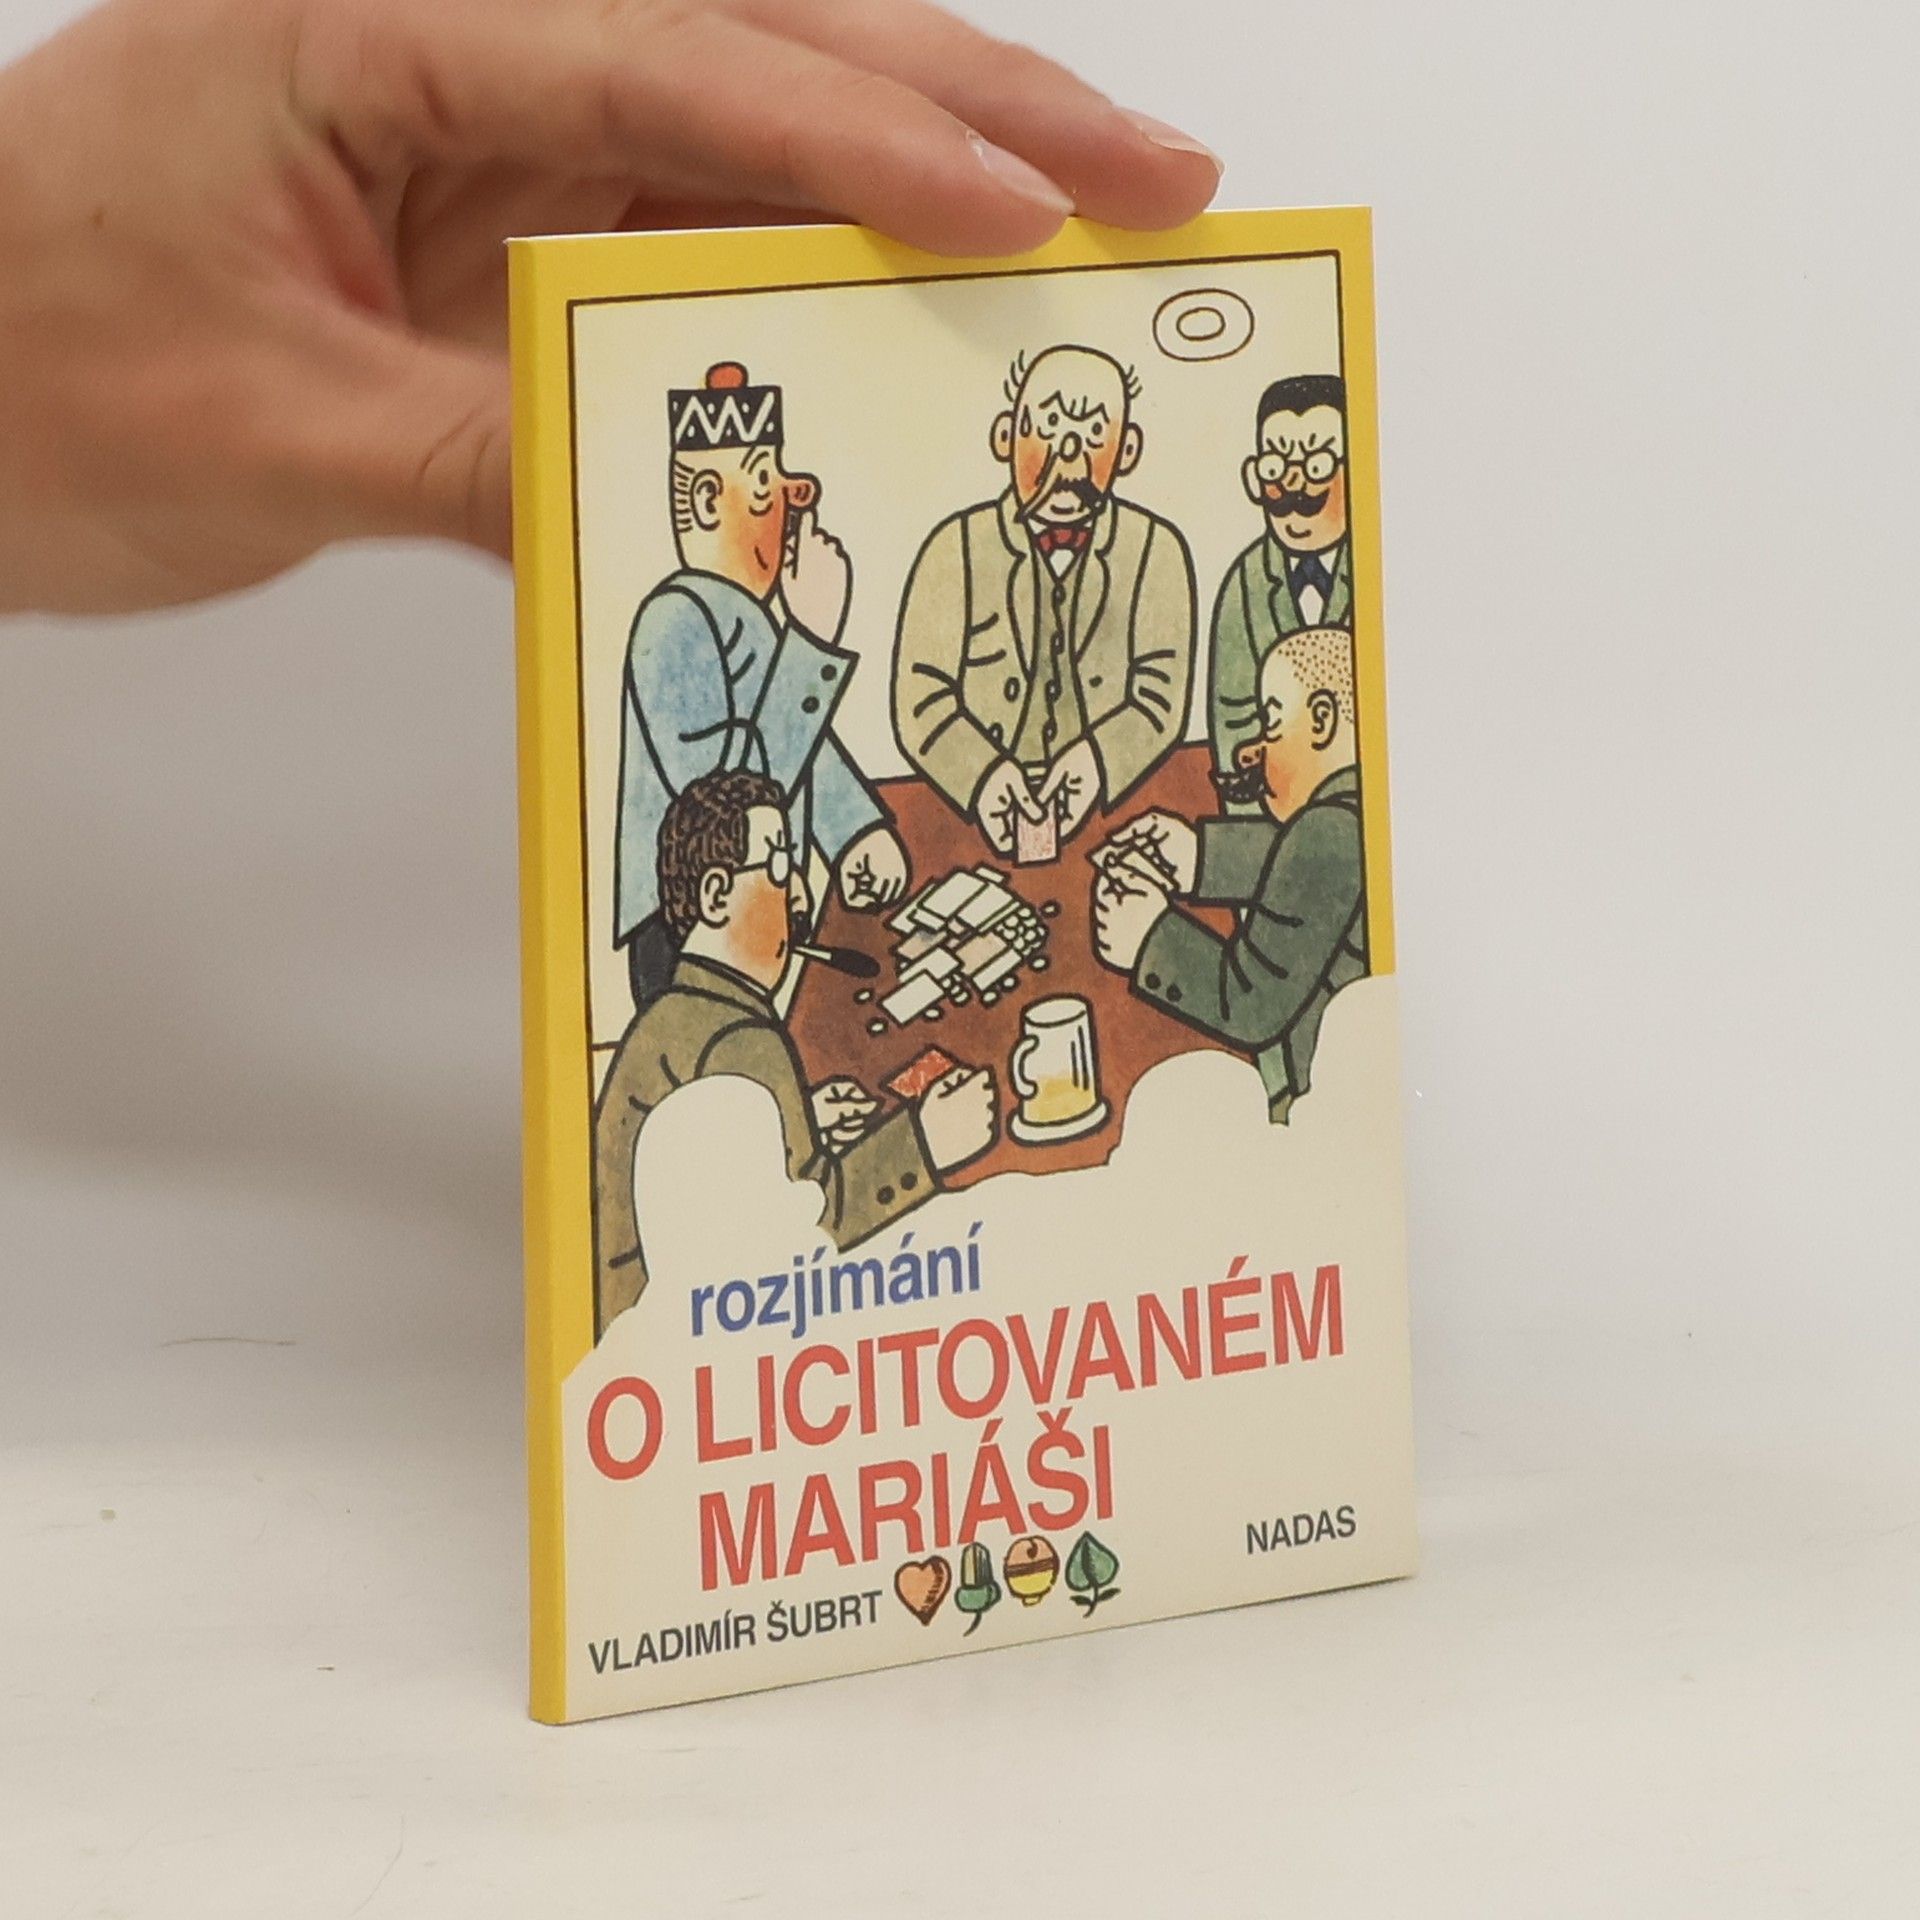 rozjímání
O LICITOVANÉM
MARIÁŠI
VLADIMÍR ŠUBRT
NADAS